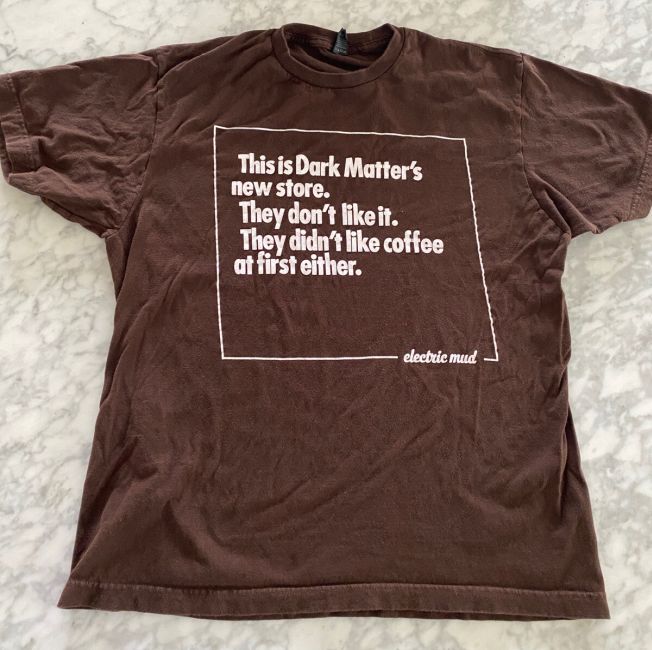 This is Dark Matter's
new store.
They don't like it.
They didn't like coffee
at first either.
electric mud